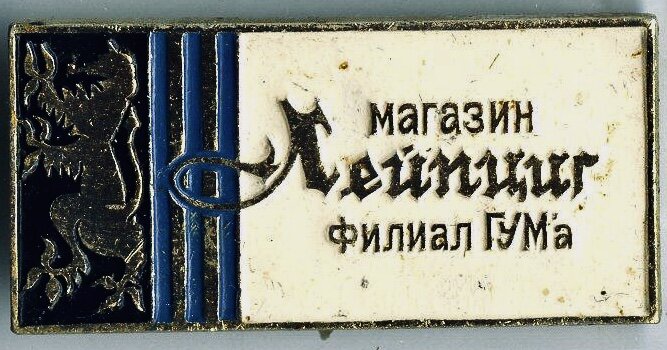 магазин
Лейпциг
филиал ГУМ'а